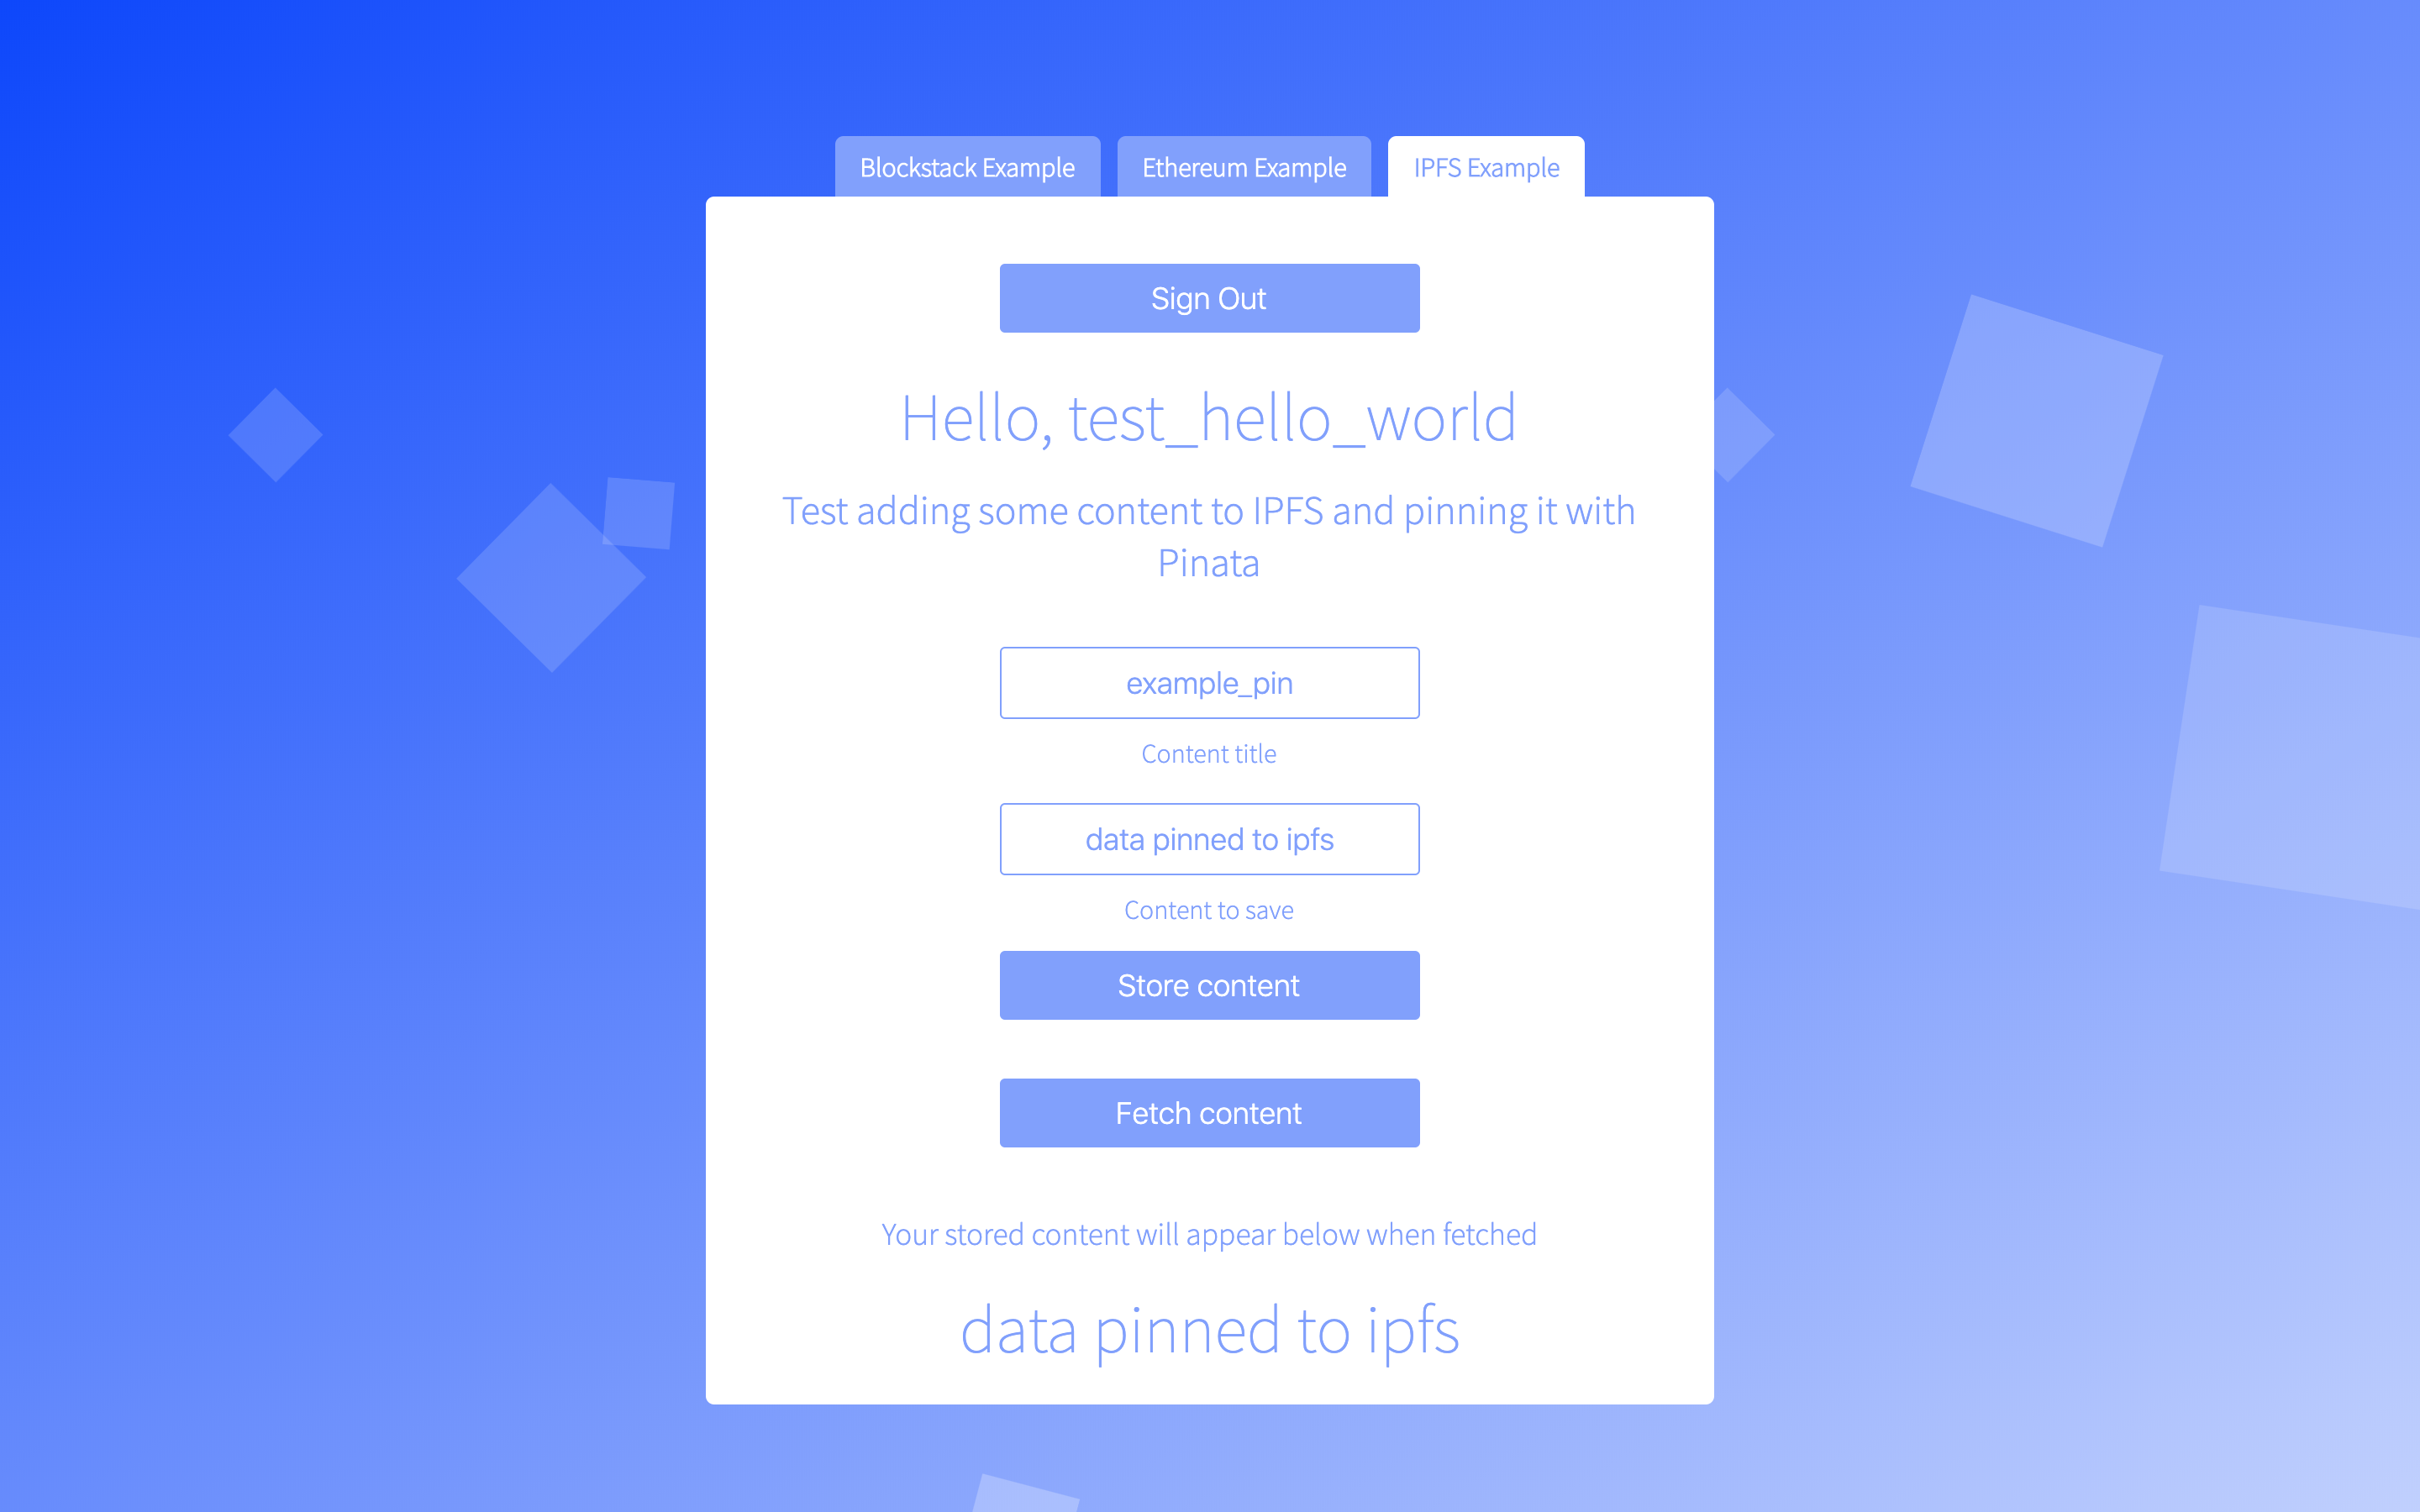 Blockstack Example
Ethereum Example
IPFS Example
Sign Out
Hello, test_hello_world
Test adding some content to IPFS and pinning it with
Pinata
example_pin
Content title
data pinned to ipfs
Content to save
Store content
Fetch content
Your stored content will appear below when fetched
data pinned to ipfs